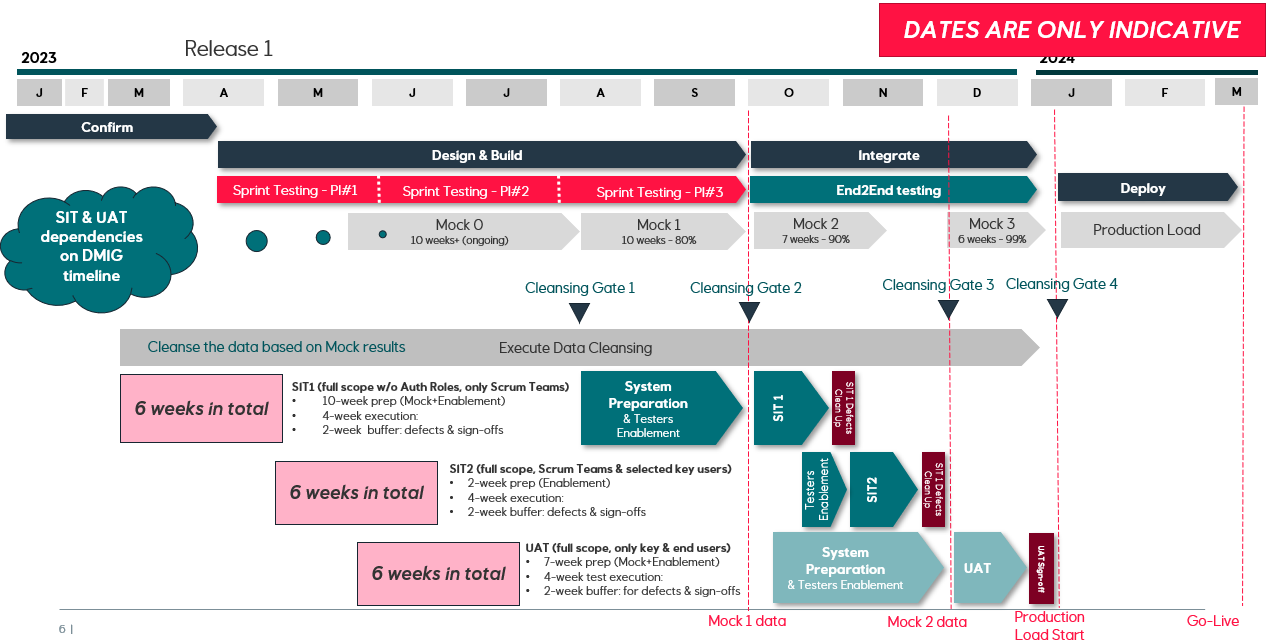 DATES ARE ONLY INDICATIVE
Release 1
2023
2024
J F M A M J J A S O N D J F M
Confirm
Design & Build
Integrate
Sprint Testing - PI#1
Sprint Testing - PI#2
Sprint Testing - PI#3
End2End testing
Deploy
SIT & UAT
dependencies
on DMIG
timeline
Mock 0
10 weeks+ (ongoing)
Mock 1
10 weeks - 80%
Mock 2
7 weeks - 90%
Mock 3
6 weeks - 99%
Production Load
Cleansing Gate 1
Cleansing Gate 2
Cleansing Gate 3
Cleansing Gate 4
Cleanse the data based on Mock results
Execute Data Cleansing
6 weeks in total
SIT1 (full scope w/o Auth Roles, only Scrum Teams)
• 10-week prep (Mock+Enablement)
• 4-week execution:
• 2-week buffer: defects & sign-offs
System
Preparation
& Testers
Enablement
SIT 1
SIT 1 Defects
Clean Up
6 weeks in total
SIT2 (full scope, Scrum Teams & selected key users)
• 2-week prep (Enablement)
• 4-week execution:
• 2-week buffer: defects & sign-offs
Testers
Enablement
SIT2
SIT 1 Defects
Clean Up
6 weeks in total
UAT (full scope, only key & end users)
• 7-week prep (Mock+Enablement)
• 4-week test execution:
• 2-week buffer: for defects & sign-offs
System
Preparation
& Testers Enablement
UAT
UAT Sign-off
Mock 1 data
Mock 2 data
Production
Load Start
Go-Live
6 |